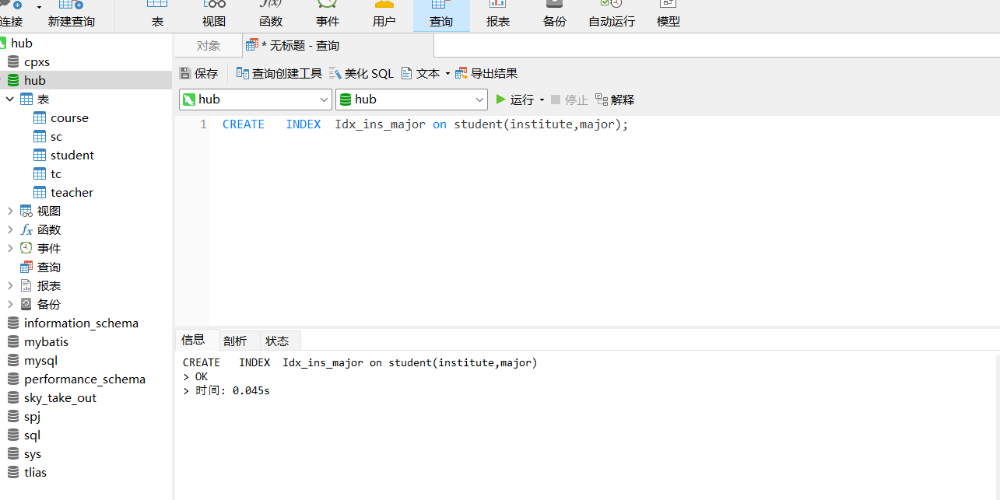 连接 新建查询 表 视图 函数 事件 用户 查询 报表 备份 自动运行 模型
hub
cpxs
hub
表
course
sc
student
tc
teacher
视图
fx 函数
事件
查询
报表
备份
information_schema
mybatis
mysql
performance_schema
sky_take_out
spj
sql
sys
tlias
对象 * 无标题 - 查询
保存 查询创建工具 美化 SQL 文本 导出结果
hub hub 运行 停止 解释
1 CREATE INDEX Idx_ins_major on student(institute,major);
信息 剖析 状态
CREATE INDEX Idx_ins_major on student(institute,major)
> OK
> 时间: 0.045s